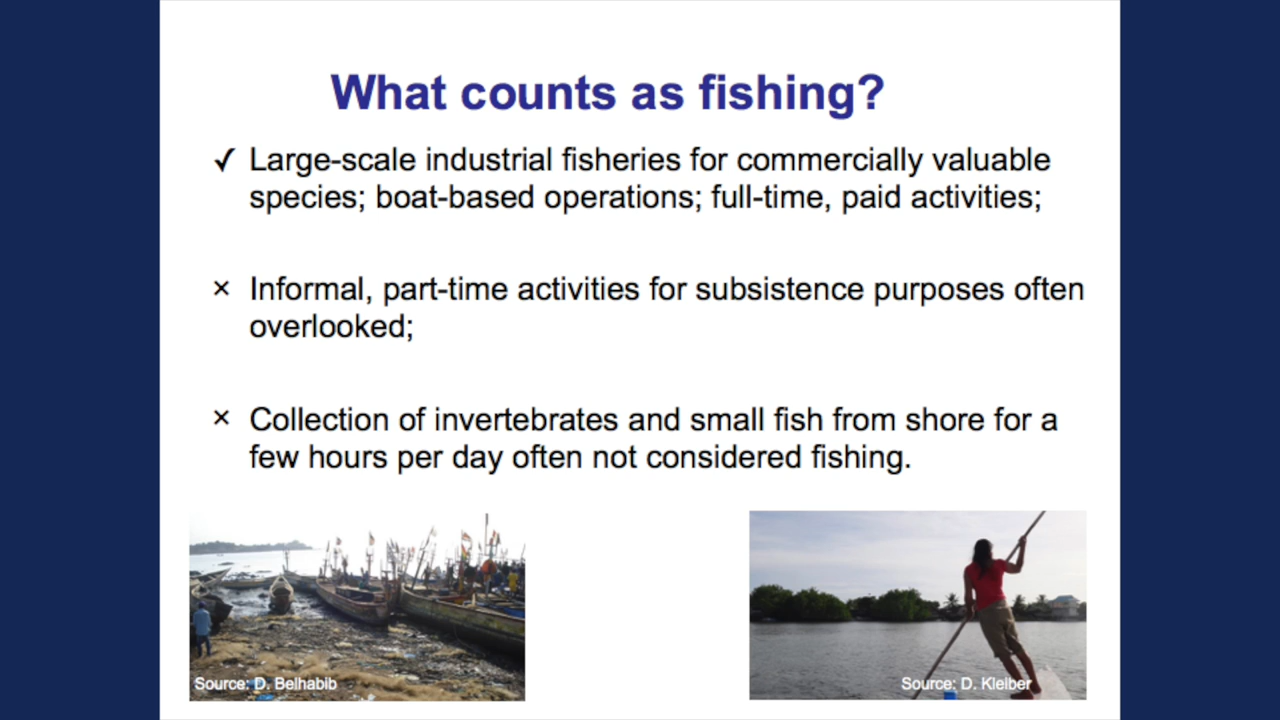 What counts as fishing?
✓ Large-scale industrial fisheries for commercially valuable
species; boat-based operations; full-time, paid activities;
× Informal, part-time activities for subsistence purposes often
overlooked;
× Collection of invertebrates and small fish from shore for a
few hours per day often not considered fishing.
Source: D. Belhabib
Source: D. Kleiber